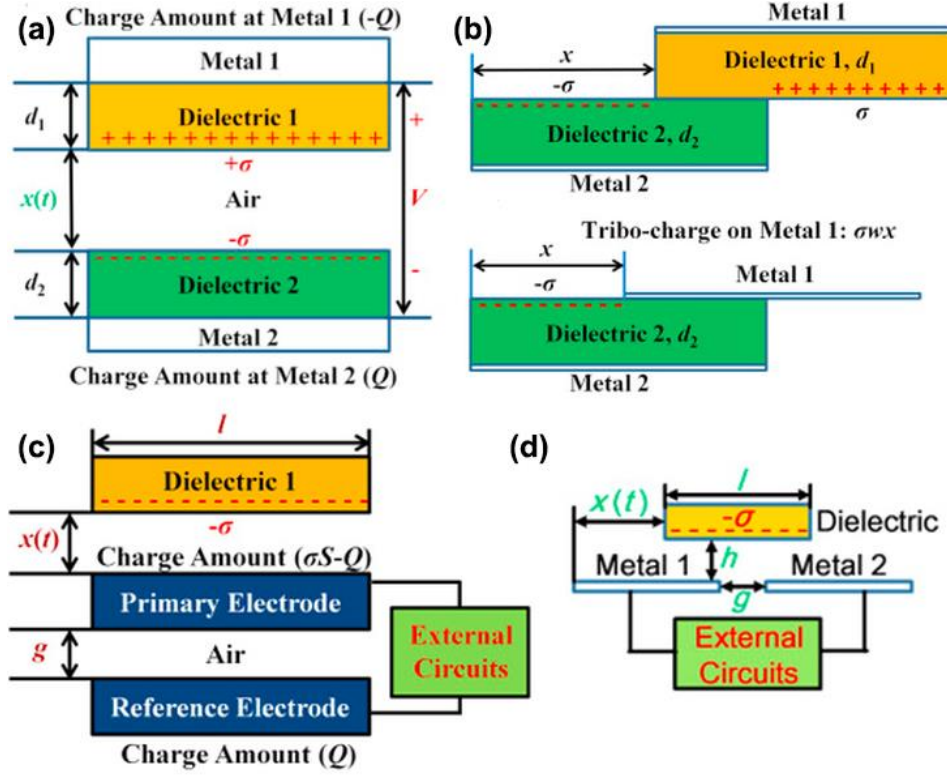 (a)
Charge Amount at Metal 1 (-Q)
Metal 1
d₁
Dielectric 1
+
+ + + + + + + + + + + + + +
+σ
x(t)
Air
V
-σ
- - - - - - - - - - - - - - - - - -
-
d₂
Dielectric 2
Metal 2
Charge Amount at Metal 2 (Q)
(b)
Metal 1
x
Dielectric 1, d₁
-σ
+ + + + + + + + + +
σ
Dielectric 2, d₂
Metal 2
Tribo-charge on Metal 1: σwx
x
Metal 1
-σ
Dielectric 2, d₂
Metal 2
(c)
l
Dielectric 1
-σ
x(t)
Charge Amount (σS-Q)
Primary Electrode
g
Air
External
Circuits
Reference Electrode
Charge Amount (Q)
(d)
l
x(t)
-σ
Dielectric
h
Metal 1
Metal 2
g
External
Circuits